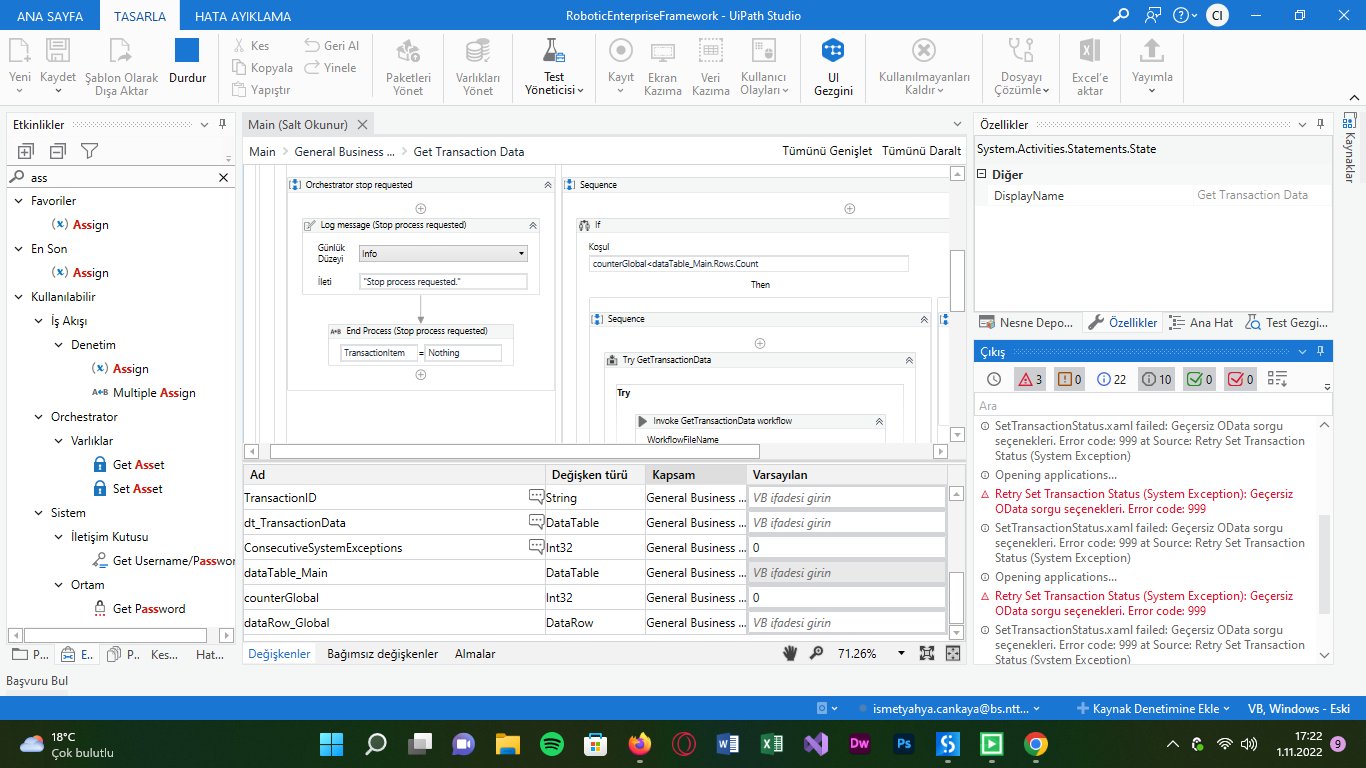 ANA SAYFA TASARLA HATA AYIKLAMA RoboticEnterpriseFramework - UiPath Studio CI
Yeni Kaydet Şablon Olarak Dışa Aktar Durdur
Kes
Kopyala
Yapıştır
Geri Al
Yinele
Paketleri Yönet
Varlıkları Yönet
Test Yöneticisi
Kayıt
Ekran Kazıma
Veri Kazıma
Kullanıcı Olayları
UI Gezgini
Kullanılmayanları Kaldır
Dosyayı Çözümle
Excel'e aktar
Yayımla
Etkinlikler
ass
Favoriler
Assign
En Son
Assign
Kullanılabilir
İş Akışı
Denetim
Assign
Multiple Assign
Orchestrator
Varlıklar
Get Asset
Set Asset
Sistem
İletişim Kutusu
Get Username/Passwor
Ortam
Get Password
P... E.. P.. Kes... Hat...
Başvuru Bul
Main (Salt Okunur)
Main General Business ... Get Transaction Data Tümünü Genişlet Tümünü Daralt
Orchestrator stop requested
Log message (Stop process requested)
Günlük Düzeyi Info
İleti "Stop process requested."
End Process (Stop process requested)
TransactionItem = Nothing
Sequence
If
Koşul
counterGlobal<dataTable_Main.Rows.Count
Then
Sequence
Try GetTransactionData
Try
Invoke GetTransactionData workflow
WorkflowFileName
Ad Değişken türü Kapsam Varsayılan
TransactionID String General Business ... VB ifadesi girin
dt_TransactionData DataTable General Business ... VB ifadesi girin
ConsecutiveSystemExceptions Int32 General Business ... 0
dataTable_Main DataTable General Business ... VB ifadesi girin
counterGlobal Int32 General Business ... 0
dataRow_Global DataRow General Business ... VB ifadesi girin
Değişkenler Bağımsız değişkenler Almalar 71.26%
Özellikler
System.Activities.Statements.State
Diğer
DisplayName Get Transaction Data
Nesne Depo... Özellikler Ana Hat Test Gezgi...
Kaynaklar
Çıkış
3 0 22 10 0 0
Ara
SetTransactionStatus.xaml failed: Geçersiz OData sorgu
seçenekleri. Error code: 999 at Source: Retry Set Transaction
Status (System Exception)
Opening applications...
Retry Set Transaction Status (System Exception): Geçersiz
OData sorgu seçenekleri. Error code: 999
SetTransactionStatus.xaml failed: Geçersiz OData sorgu
seçenekleri. Error code: 999 at Source: Retry Set Transaction
Status (System Exception)
Opening applications...
Retry Set Transaction Status (System Exception): Geçersiz
OData sorgu seçenekleri. Error code: 999
SetTransactionStatus.xaml failed: Geçersiz OData sorgu
seçenekleri. Error code: 999 at Source: Retry Set Transaction
Status (System Exception)
ismetyahya.cankaya@bs.ntt... Kaynak Denetimine Ekle VB, Windows - Eski
18°C
Çok bulutlu
17:22
1.11.2022
9